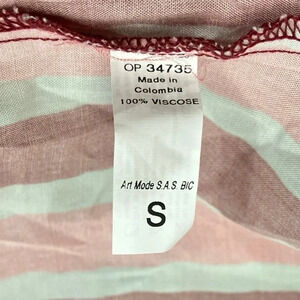 OP 34735
Made in
Colombia
100% VISCOSE
Art Mode S.A.S. BIC
S